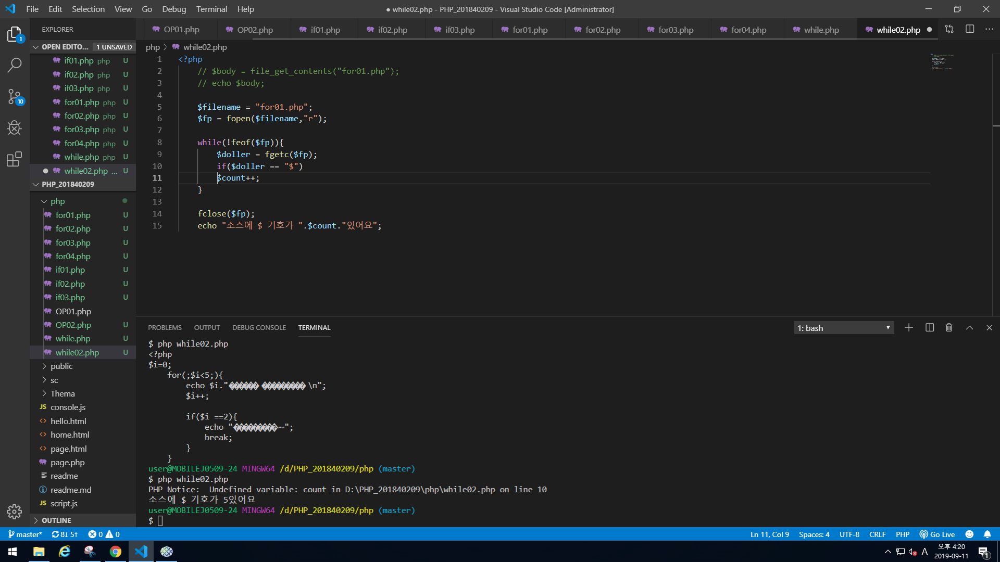 File Edit Selection View Go Debug Terminal Help
● while02.php - PHP_201840209 - Visual Studio Code [Administrator]
EXPLORER
OP01.php
OP02.php
if01.php
if02.php
if03.php
for01.php
for02.php
for03.php
for04.php
while.php
while02.php
OPEN EDITO... 1 UNSAVED
if01.php php U
if02.php php U
if03.php php U
for01.php php U
for02.php php U
for03.php php U
for04.php php U
while.php php U
while02.php ... U
PHP_201840209
php
for01.php U
for02.php U
for03.php U
for04.php U
if01.php U
if02.php U
if03.php U
OP01.php
OP02.php U
while.php U
while02.php U
public
sc
Thema
JS console.js
<> hello.html
<> home.html
<> page.html
page.php
readme
readme.md
JS script.js
OUTLINE
1
10
php > while02.php
1 <?php
2 // $body = file_get_contents("for01.php");
3 // echo $body;
4
5 $filename = "for01.php";
6 $fp = fopen($filename,"r");
7
8 while(!feof($fp)){
9 $doller = fgetc($fp);
10 if($doller == "$")
11 $count++;
12 }
13
14 fclose($fp);
15 echo "소스에 $ 기호가 ".$count."있어요";
PROBLEMS OUTPUT DEBUG CONSOLE TERMINAL
1: bash
$ php while02.php
<?php
$i=0;
for(;$i<5;){
echo $i."������ ���������\n";
$i++;
if($i ==2){
echo "���������~~";
break;
}
}
user@MOBILEJ0509-24 MINGW64 /d/PHP_201840209/php (master)
$ php while02.php
PHP Notice:  Undefined variable: count in D:\PHP_201840209\php\while02.php on line 10
소스에 $ 기호가 5있어요
user@MOBILEJ0509-24 MINGW64 /d/PHP_201840209/php (master)
$
master* 8↓ 5↑ 0 0
Ln 11, Col 9 Spaces: 4 UTF-8 CRLF PHP Go Live
A 오후 4:20
2019-09-11
1